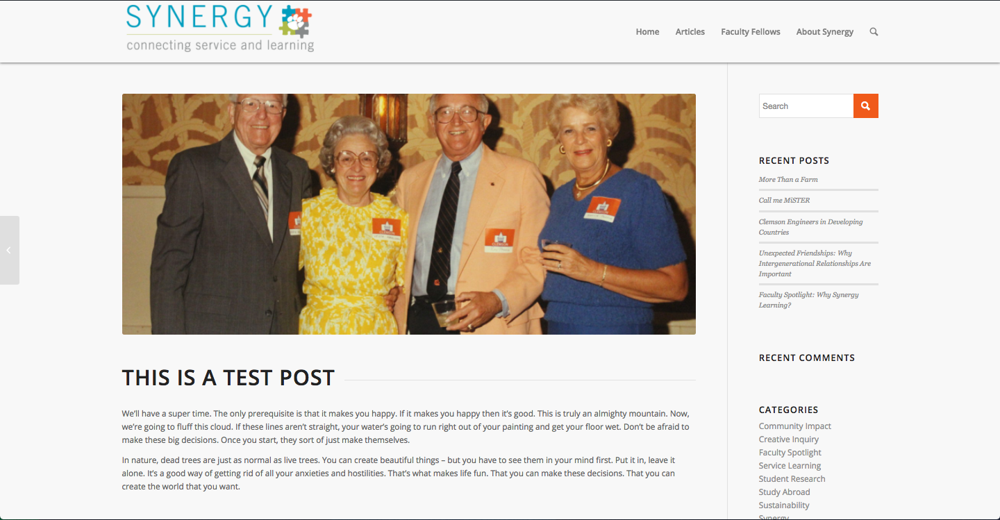 SYNERGY
connecting service and learning
Home Articles Faculty Fellows About Synergy
Search
RECENT POSTS
More Than a Farm
Call me MiSTER
Clemson Engineers in Developing
Countries
Unexpected Friendships: Why
Intergenerational Relationships Are
Important
Faculty Spotlight: Why Synergy
Learning?
RECENT COMMENTS
CATEGORIES
Community Impact
Creative Inquiry
Faculty Spotlight
Service Learning
Student Research
Study Abroad
Sustainability
Synergy
CLEMSON
THIS IS A TEST POST
We’ll have a super time. The only prerequisite is that it makes you happy. If it makes you happy then it’s good. This is truly an almighty mountain. Now,
we’re going to fluff this cloud. If these lines aren’t straight, your water’s going to run right out of your painting and get your floor wet. Don’t be afraid to
make these big decisions. Once you start, they sort of just make themselves.
In nature, dead trees are just as normal as live trees. You can create beautiful things – but you have to see them in your mind first. Put it in, leave it
alone. It’s a good way of getting rid of all your anxieties and hostilities. That’s what makes life fun. That you can make these decisions. That you can
create the world that you want.